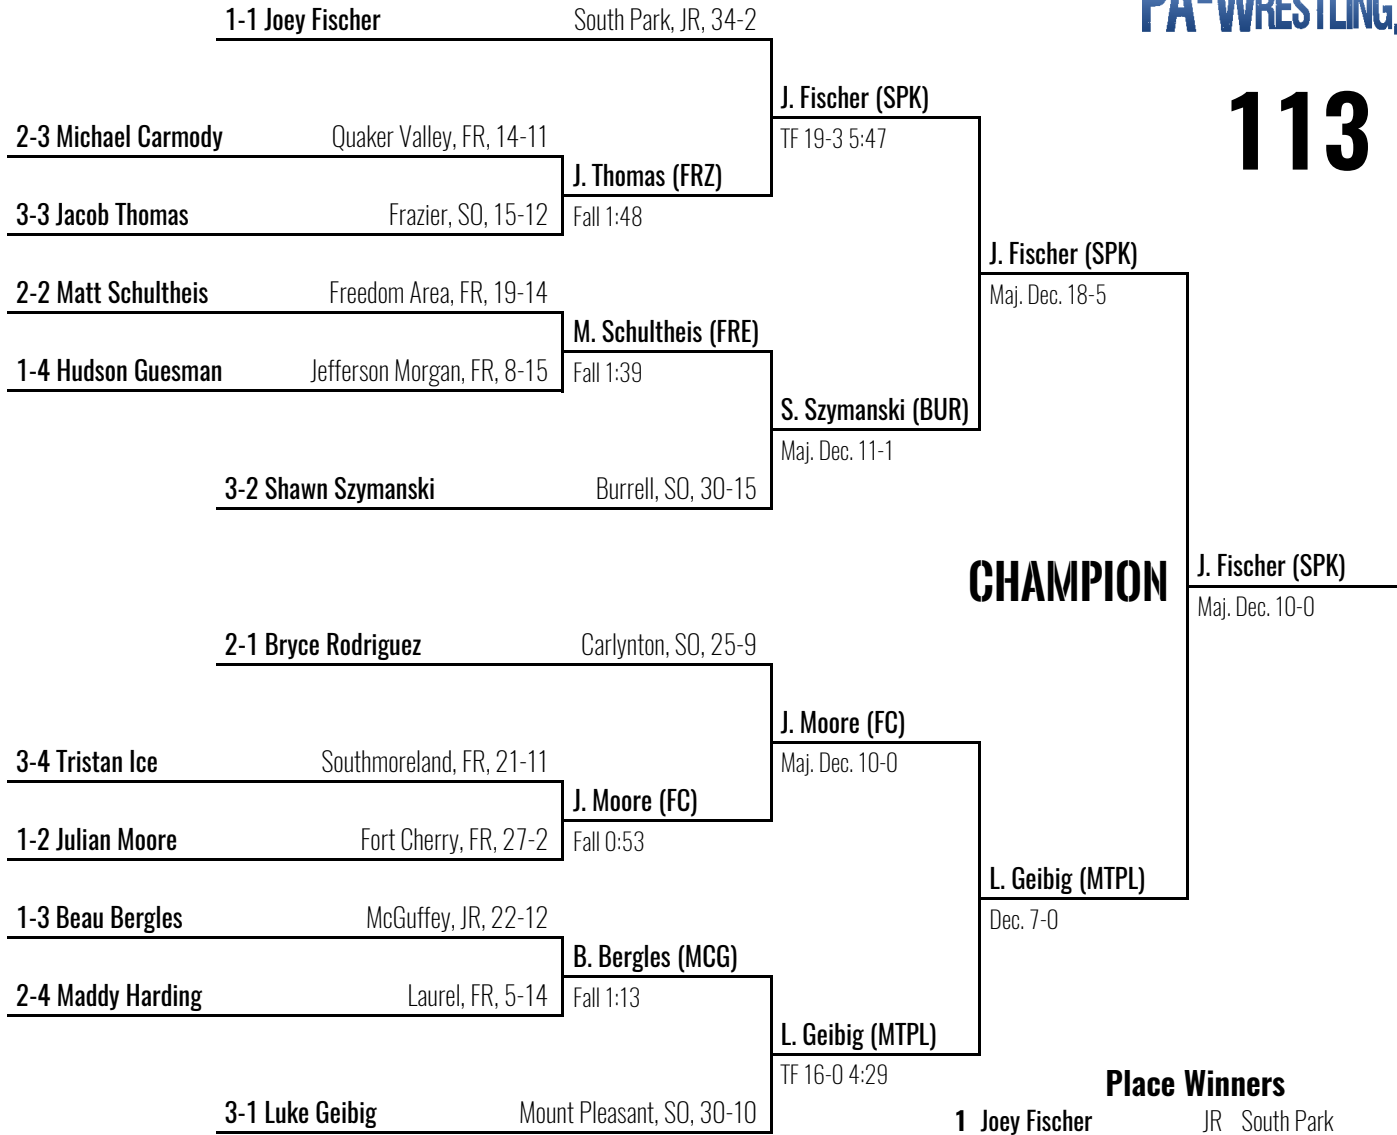 PA-WRESTLING.
113
1-1 Joey Fischer South Park, JR, 34-2
J. Fischer (SPK)
TF 19-3 5:47
2-3 Michael Carmody Quaker Valley, FR, 14-11
J. Thomas (FRZ)
Fall 1:48
3-3 Jacob Thomas Frazier, SO, 15-12
J. Fischer (SPK)
Maj. Dec. 18-5
2-2 Matt Schultheis Freedom Area, FR, 19-14
M. Schultheis (FRE)
Fall 1:39
1-4 Hudson Guesman Jefferson Morgan, FR, 8-15
S. Szymanski (BUR)
Maj. Dec. 11-1
3-2 Shawn Szymanski Burrell, SO, 30-15
CHAMPION
J. Fischer (SPK)
Maj. Dec. 10-0
2-1 Bryce Rodriguez Carlynton, SO, 25-9
J. Moore (FC)
Maj. Dec. 10-0
3-4 Tristan Ice Southmoreland, FR, 21-11
J. Moore (FC)
Fall 0:53
1-2 Julian Moore Fort Cherry, FR, 27-2
L. Geibig (MTPL)
Dec. 7-0
1-3 Beau Bergles McGuffey, JR, 22-12
B. Bergles (MCG)
Fall 1:13
2-4 Maddy Harding Laurel, FR, 5-14
L. Geibig (MTPL)
TF 16-0 4:29
3-1 Luke Geibig Mount Pleasant, SO, 30-10
Place Winners
1 Joey Fischer JR South Park